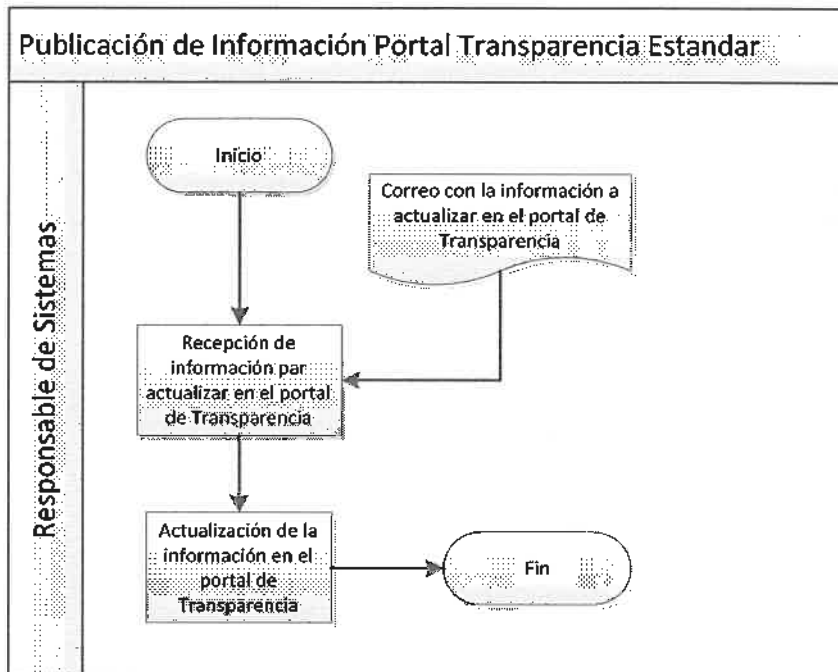 Publicación de Información Portal Transparencia Estandar
Responsable de Sistemas
Inicio
Correo con la información a
actualizar en el portal de
Transparencia
Recepción de
información par
actualizar en el portal
de Transparencia
Actualización de la
información en el
portal de
Transparencia
Fin